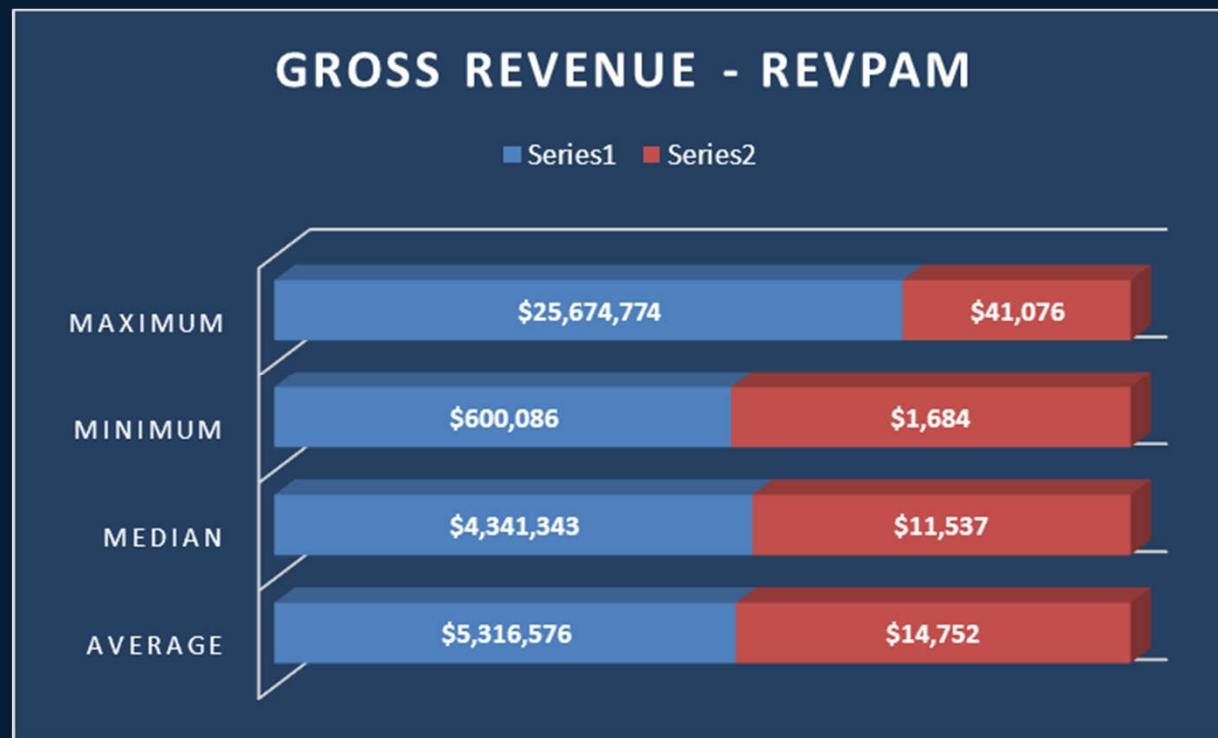 GROSS REVENUE - REVPAM
Series1 Series2
MAXIMUM $25,674,774 $41,076
MINIMUM $600,086 $1,684
MEDIAN $4,341,343 $11,537
AVERAGE $5,316,576 $14,752